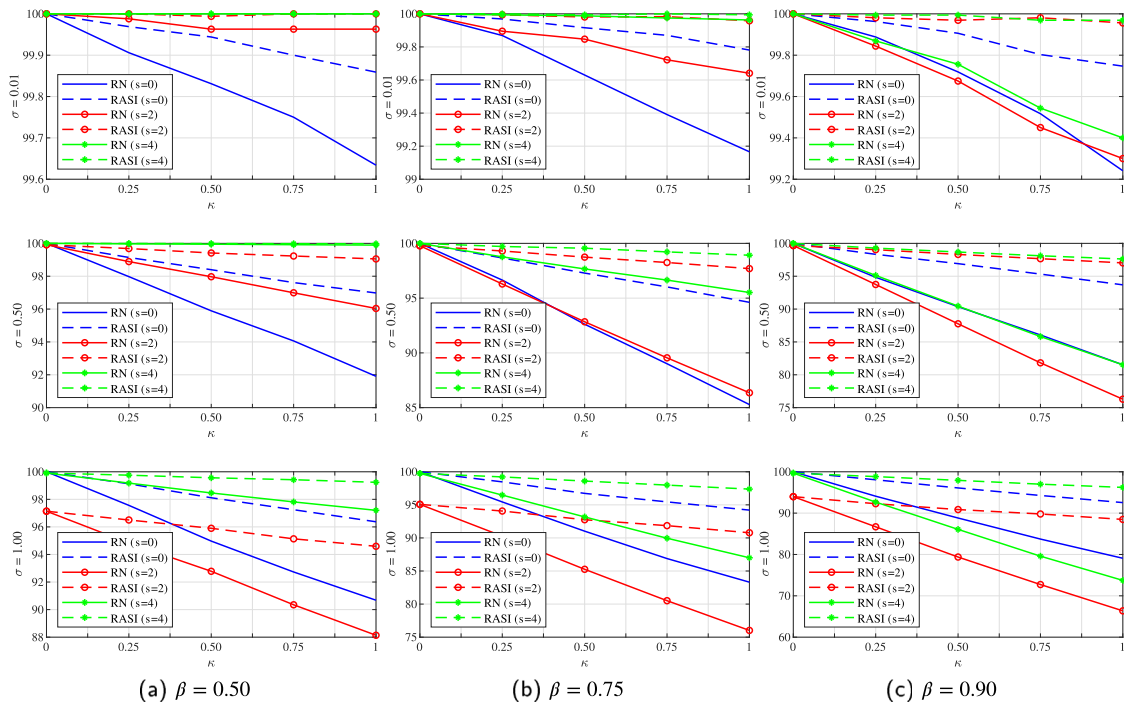 100
99.9
99.8
99.7
99.6
σ = 0.01
RN (s=0)
RASI (s=0)
RN (s=2)
RASI (s=2)
RN (s=4)
RASI (s=4)
0 0.25 0.50 0.75 1
κ
100
99.8
99.6
99.4
99.2
99
σ = 0.01
RN (s=0)
RASI (s=0)
RN (s=2)
RASI (s=2)
RN (s=4)
RASI (s=4)
0 0.25 0.50 0.75 1
κ
100
99.8
99.6
99.4
99.2
σ = 0.01
RN (s=0)
RASI (s=0)
RN (s=2)
RASI (s=2)
RN (s=4)
RASI (s=4)
0 0.25 0.50 0.75 1
κ
100
98
96
94
92
90
σ = 0.50
RN (s=0)
RASI (s=0)
RN (s=2)
RASI (s=2)
RN (s=4)
RASI (s=4)
0 0.25 0.50 0.75 1
κ
100
95
90
85
σ = 0.50
RN (s=0)
RASI (s=0)
RN (s=2)
RASI (s=2)
RN (s=4)
RASI (s=4)
0 0.25 0.50 0.75 1
κ
100
95
90
85
80
75
σ = 0.50
RN (s=0)
RASI (s=0)
RN (s=2)
RASI (s=2)
RN (s=4)
RASI (s=4)
0 0.25 0.50 0.75 1
κ
100
98
96
94
92
90
88
σ = 1.00
RN (s=0)
RASI (s=0)
RN (s=2)
RASI (s=2)
RN (s=4)
RASI (s=4)
0 0.25 0.50 0.75 1
κ
100
95
90
85
80
75
σ = 1.00
RN (s=0)
RASI (s=0)
RN (s=2)
RASI (s=2)
RN (s=4)
RASI (s=4)
0 0.25 0.50 0.75 1
κ
100
90
80
70
60
σ = 1.00
RN (s=0)
RASI (s=0)
RN (s=2)
RASI (s=2)
RN (s=4)
RASI (s=4)
0 0.25 0.50 0.75 1
κ
(a) β = 0.50
(b) β = 0.75
(c) β = 0.90